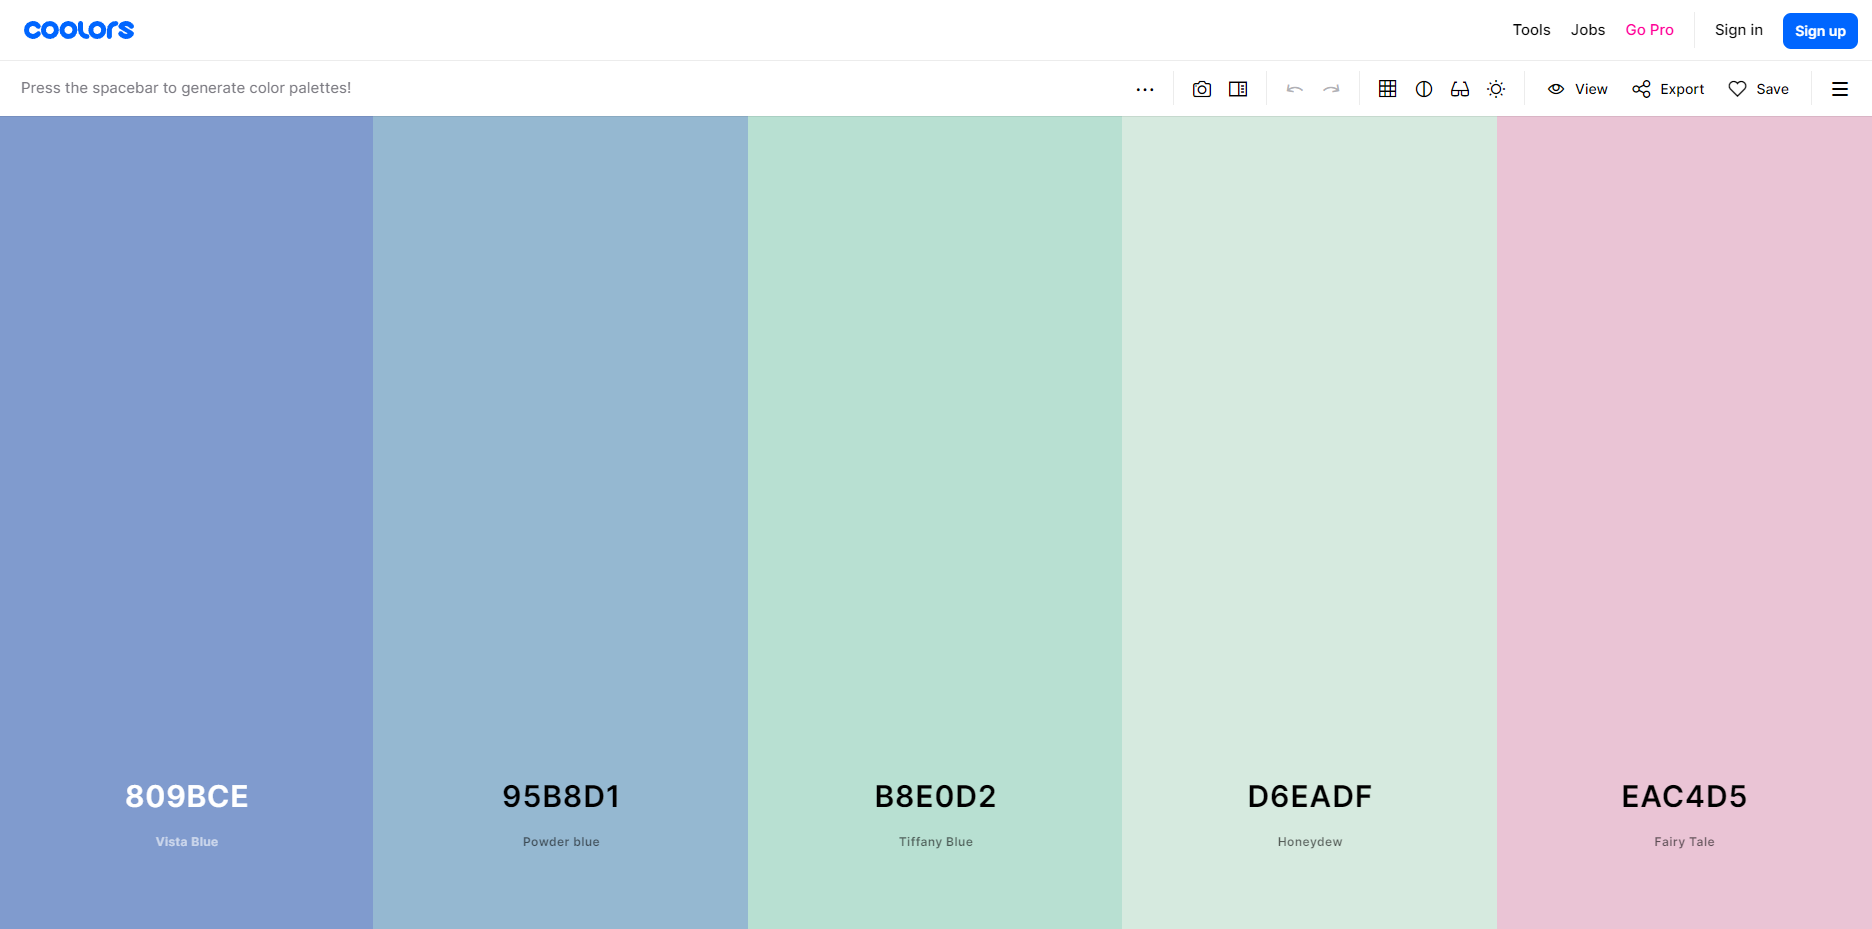 coolors
Tools Jobs Go Pro Sign in Sign up
Press the spacebar to generate color palettes!
View Export Save
809BCE 95B8D1 B8E0D2 D6EADF EAC4D5
Vista Blue Powder blue Tiffany Blue Honeydew Fairy Tale